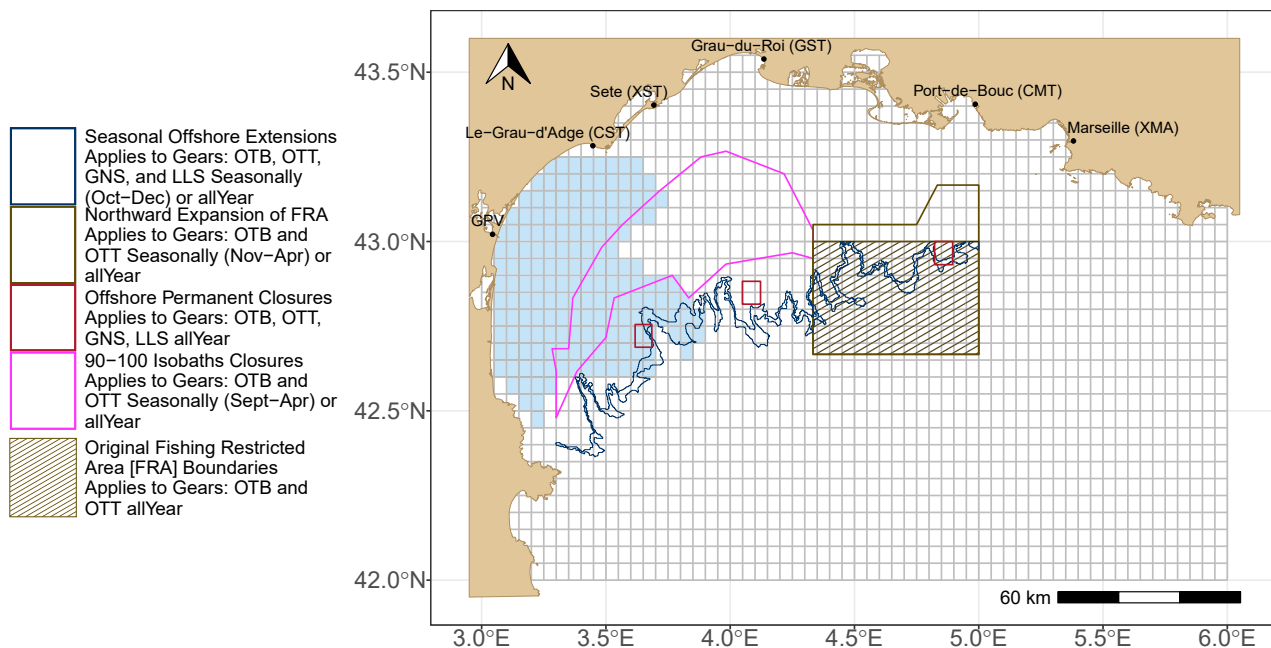 Grau-du-Roi (GST)
43.5°N
N
Sete (XST)
Port-de-Bouc (CMT)
Le-Grau-d'Adge (CST)
Marseille (XMA)
Seasonal Offshore Extensions
Applies to Gears: OTB, OTT,
GNS, and LLS Seasonally
(Oct−Dec) or allYear
Northward Expansion of FRA
Applies to Gears: OTB and
OTT Seasonally (Nov−Apr) or
allYear
Offshore Permanent Closures
Applies to Gears: OTB, OTT,
GNS, LLS allYear
90−100 Isobaths Closures
Applies to Gears: OTB and
OTT Seasonally (Sept−Apr) or
allYear
Original Fishing Restricted
Area [FRA] Boundaries
Applies to Gears: OTB and
OTT allYear
GPV
43.0°N
42.5°N
42.0°N
60 km
3.0°E 3.5°E 4.0°E 4.5°E 5.0°E 5.5°E 6.0°E